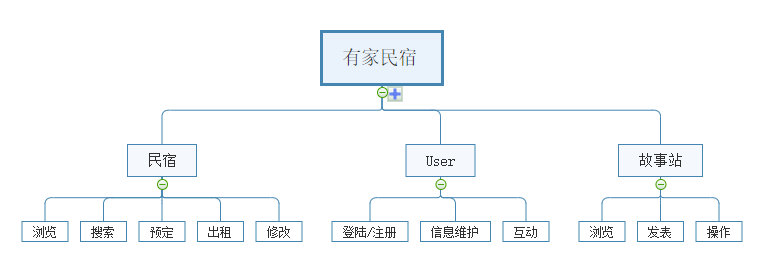 有家民宿
民宿
User
故事站
浏览
搜索
预定
出租
修改
登陆/注册
信息维护
互动
浏览
发表
操作